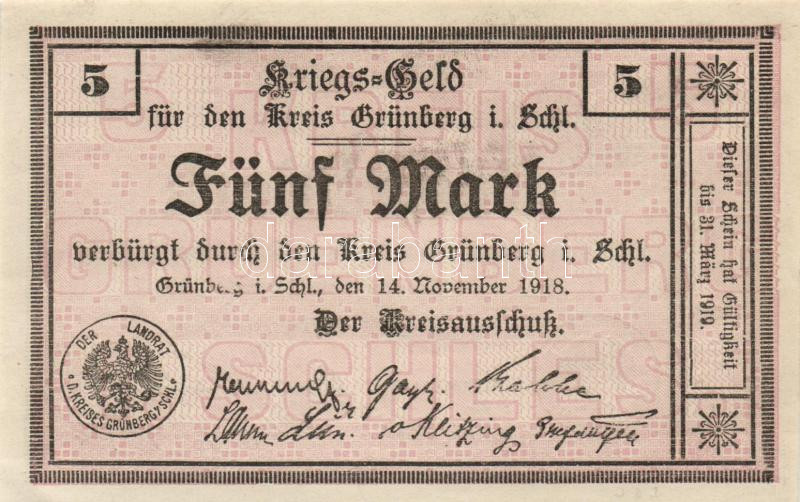 5
5
Kriegs-Geld
für den Kreis Grünberg i. Schl.
Fünf Mark
verbürgt durch den Kreis Grünberg i. Schl.
Grünberg i. Schl., den 14. November 1918.
Der Kreisausschuß.
DER LANDRAT
D. KREISES GRÜNBERG I/SCHL.
v Klitzing
Dieser Schein hat Gültigkeit
bis 31. März 1919.
darabanth